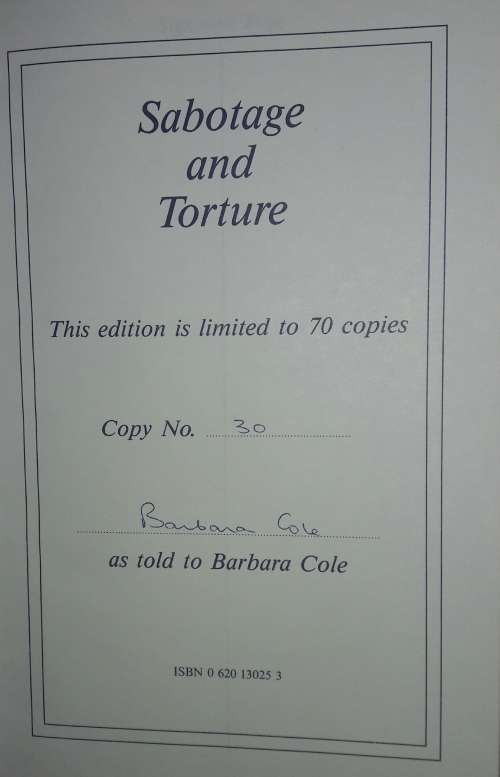 Sabotage
and
Torture
This edition is limited to 70 copies
Copy No. 30
Barbara Cole
as told to Barbara Cole
ISBN 0 620 13025 3